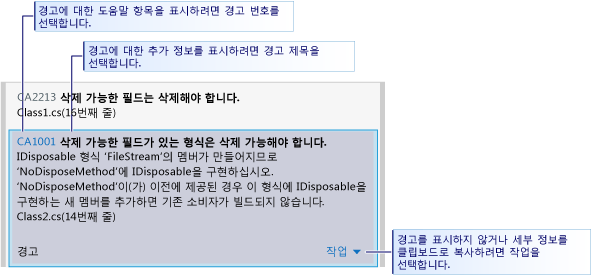 경고에 대한 도움말 항목을 표시하려면 경고 번호를
선택합니다.
경고에 대한 추가 정보를 표시하려면 경고 제목을
선택합니다.
CA2213 삭제 가능한 필드는 삭제해야 합니다.
Class1.cs(16번째 줄)
CA1001 삭제 가능한 필드가 있는 형식은 삭제 가능해야 합니다.
IDisposable 형식 'FileStream'의 멤버가 만들어지므로
'NoDisposeMethod'에 IDisposable을 구현하십시오.
'NoDisposeMethod'이(가) 이전에 제공된 경우 이 형식에 IDisposable을
구현하는 새 멤버를 추가하면 기존 소비자가 빌드되지 않습니다.
Class2.cs(14번째 줄)
경고 작업
경고를 표시하지 않거나 세부 정보를
클립보드로 복사하려면 작업을
선택합니다.